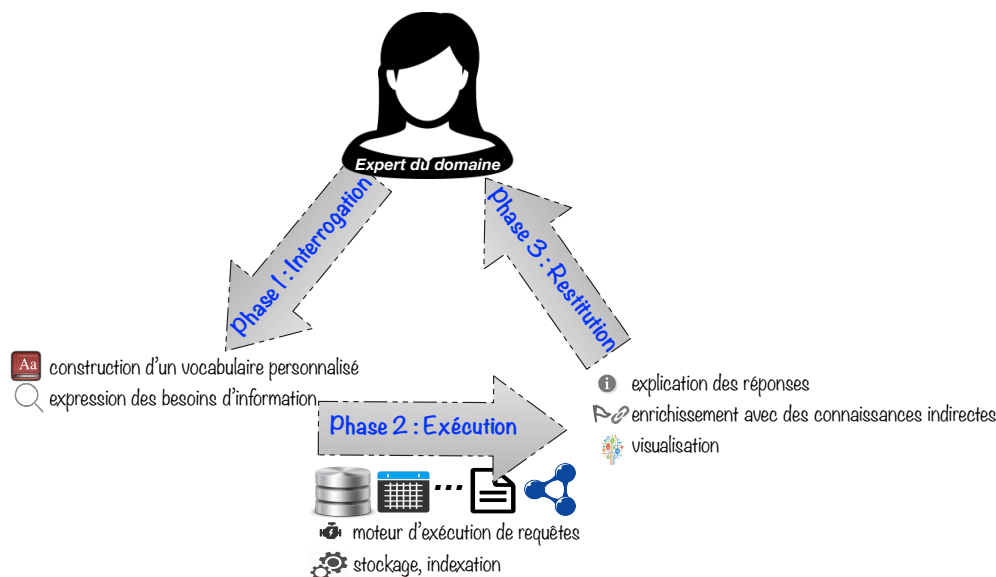 Expert du domaine
Phase 1 : Interrogation
Phase 3 : Restitution
Aa
construction d'un vocabulaire personnalisé
expression des besoins d'information
Phase 2 : Exécution
i
explication des réponses
enrichissement avec des connaissances indirectes
visualisation
...
moteur d'exécution de requêtes
stockage, indexation